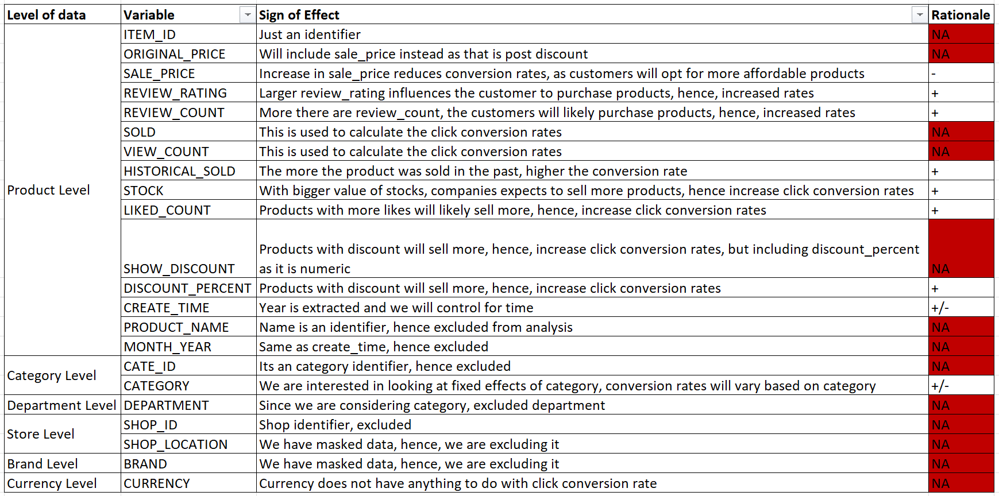 Level of data Variable Sign of Effect Rationale
ITEM_ID Just an identifier NA
ORIGINAL_PRICE Will include sale_price instead as that is post discount NA
SALE_PRICE Increase in sale_price reduces conversion rates, as customers will opt for more affordable products -
REVIEW_RATING Larger review_rating influences the customer to purchase products, hence, increased rates +
REVIEW_COUNT More there are review_count, the customers will likely purchase products, hence, increased rates +
SOLD This is used to calculate the click conversion rates NA
VIEW_COUNT This is used to calculate the click conversion rates NA
HISTORICAL_SOLD The more the product was sold in the past, higher the conversion rate +
Product Level STOCK With bigger value of stocks, companies expects to sell more products, hence increase click conversion rates +
LIKED_COUNT Products with more likes will likely sell more, hence, increase click conversion rates +
Products with discount will sell more, hence, increase click conversion rates, but including discount_percent
SHOW_DISCOUNT as it is numeric NA
DISCOUNT_PERCENT Products with discount will sell more, hence, increase click conversion rates +
CREATE_TIME Year is extracted and we will control for time +/-
PRODUCT_NAME Name is an identifier, hence excluded from analysis NA
MONTH_YEAR Same as create_time, hence excluded NA
Category Level CATE_ID Its an category identifier, hence excluded NA
CATEGORY We are interested in looking at fixed effects of category, conversion rates will vary based on category +/-
Department Level DEPARTMENT Since we are considering category, excluded department NA
Store Level SHOP_ID Shop identifier, excluded NA
SHOP_LOCATION We have masked data, hence, we are excluding it NA
Brand Level BRAND We have masked data, hence, we are excluding it NA
Currency Level CURRENCY Currency does not have anything to do with click conversion rate NA